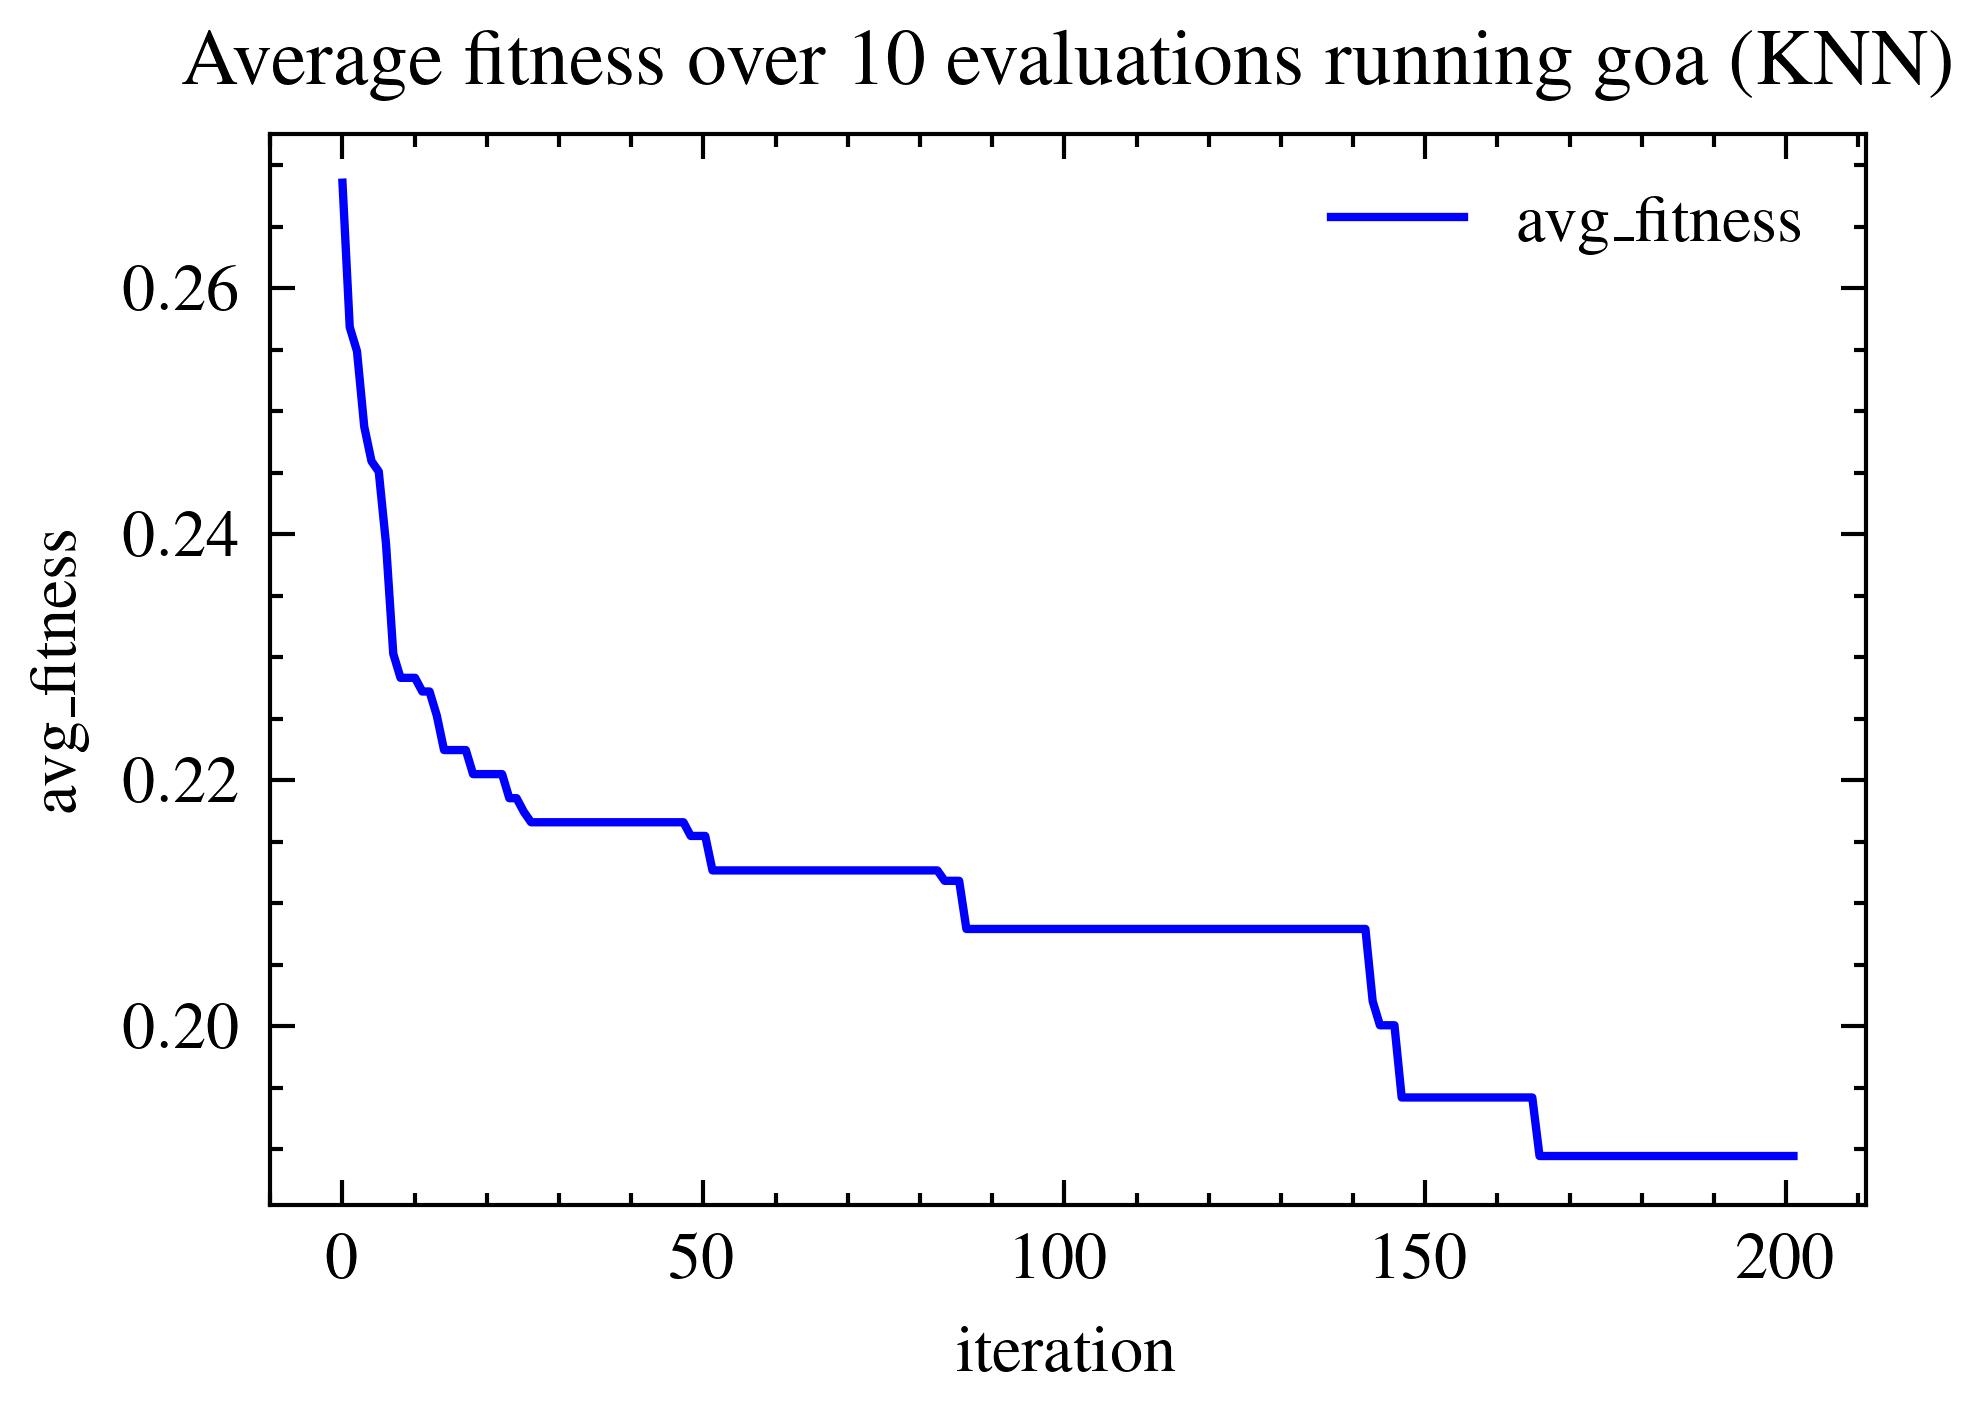 Average fitness over 10 evaluations running goa (KNN)
avg_fitness
0.26
0.24
0.22
0.20
avg_fitness
0 50 100 150 200
iteration